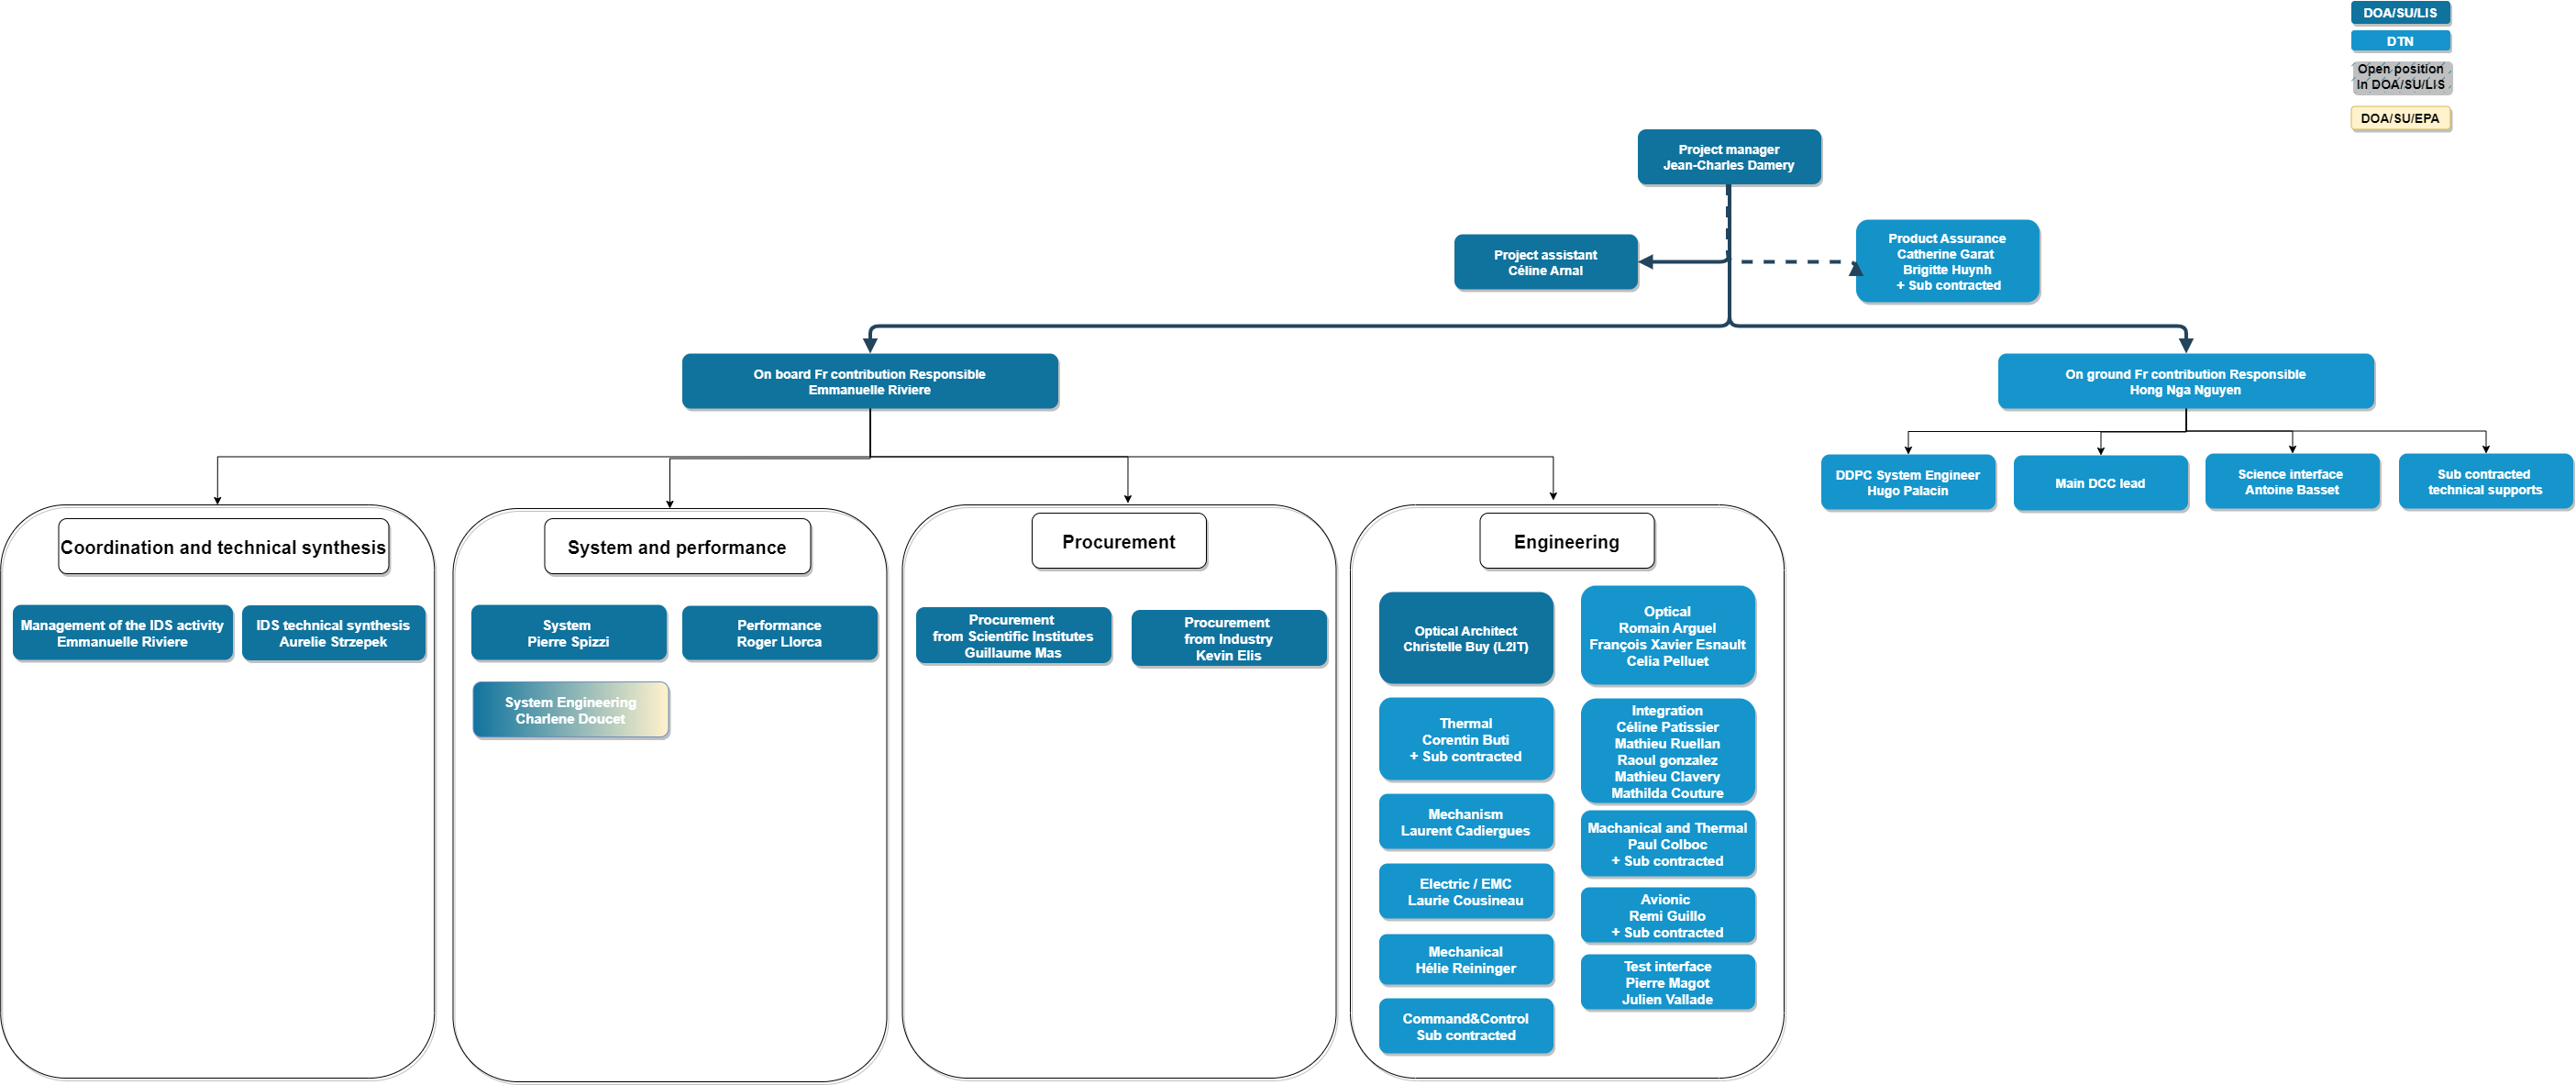 DOA/SU/LIS
DTN
Open position
In DOA/SU/LIS
DOA/SU/EPA
Project manager
Jean-Charles Damery
Project assistant
Céline Arnal
Product Assurance
Catherine Garat
Brigitte Huynh
+ Sub contracted
On board Fr contribution Responsible
Emmanuelle Riviere
On ground Fr contribution Responsible
Hong Nga Nguyen
DDPC System Engineer
Hugo Palacin
Main DCC lead
Science interface
Antoine Basset
Sub contracted
technical supports
Coordination and technical synthesis
Management of the IDS activity
Emmanuelle Riviere
IDS technical synthesis
Aurelie Strzepek
System and performance
System
Pierre Spizzi
Performance
Roger Llorca
System Engineering
Charlene Doucet
Procurement
Procurement
from Scientific Institutes
Guillaume Mas
Procurement
from Industry
Kevin Elis
Engineering
Optical Architect
Christelle Buy (L2IT)
Optical
Romain Arguel
François Xavier Esnault
Celia Pelluet
Thermal
Corentin Buti
+ Sub contracted
Integration
Céline Patissier
Mathieu Ruellan
Raoul gonzalez
Mathieu Clavery
Mathilda Couture
Mechanism
Laurent Cadiergues
Machanical and Thermal
Paul Colboc
+ Sub contracted
Electric / EMC
Laurie Cousineau
Avionic
Remi Guillo
+ Sub contracted
Mechanical
Hélie Reininger
Test interface
Pierre Magot
Julien Vallade
Command&Control
Sub contracted